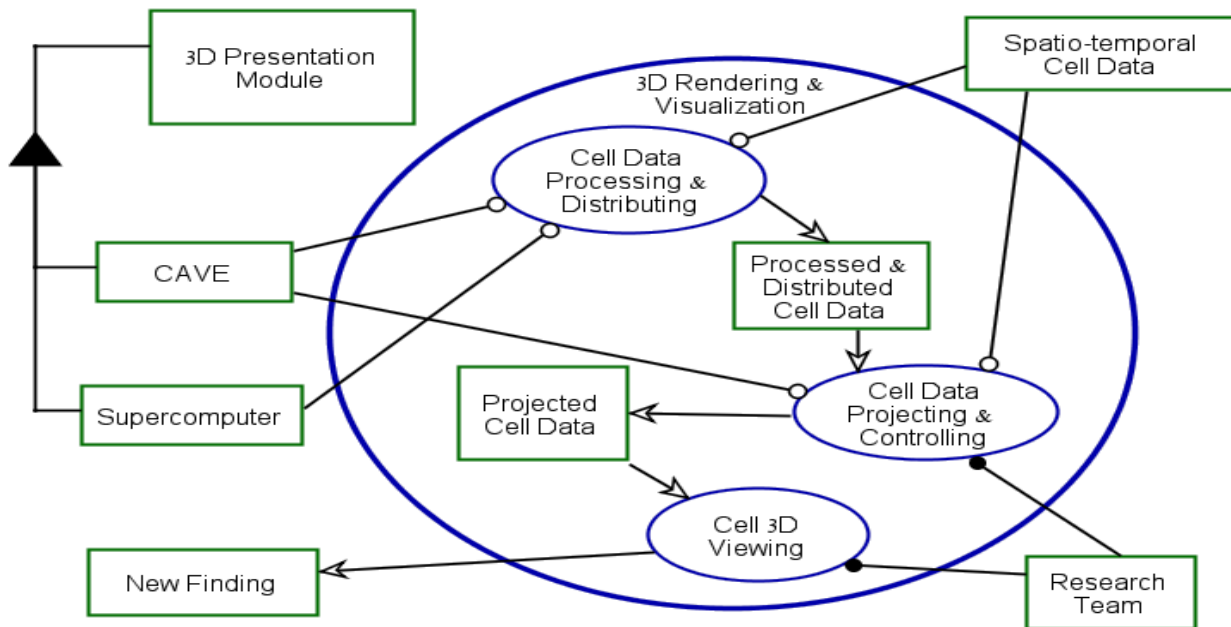 3D Presentation
Module
Spatio-temporal
Cell Data
3D Rendering &
Visualization
Cell Data
Processing &
Distributing
CAVE
Processed &
Distributed
Cell Data
Supercomputer
Projected
Cell Data
Cell Data
Projecting &
Controlling
Cell 3D
Viewing
New Finding
Research
Team